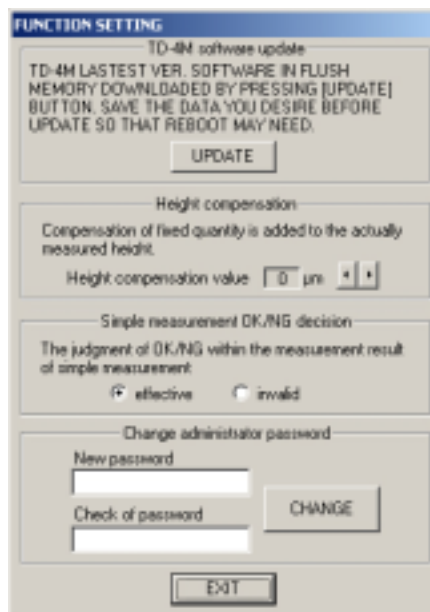 FUNCTION SETTING
TD-4M software update
TD-4M LASTEST VER. SOFTWARE IN FLUSH
MEMORY DOWNLOADED BY PRESSING [UPDATE]
BUTTON. SAVE THE DATA YOU DESIRE BEFORE
UPDATE SO THAT REBOOT MAY NEED.
UPDATE
Height compensation
Compensation of fixed quantity is added to the actually
measured height.
Height compensation value 0 μm
Simple measurement OK/NG decision
The judgment of OK/NG within the measurement result
of simple measurement
effective invalid
Change administrator password
New password
CHANGE
Check of password
EXIT